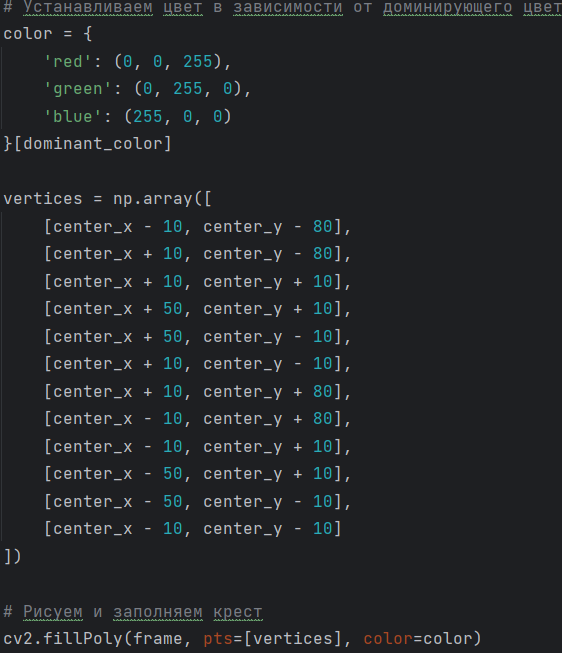 # Устанавливаем цвет в зависимости от доминирующего цвет
color = {
    'red': (0, 0, 255),
    'green': (0, 255, 0),
    'blue': (255, 0, 0)
}[dominant_color]
vertices = np.array([
    [center_x - 10, center_y - 80],
    [center_x + 10, center_y - 80],
    [center_x + 10, center_y + 10],
    [center_x + 50, center_y + 10],
    [center_x + 50, center_y - 10],
    [center_x + 10, center_y - 10],
    [center_x + 10, center_y + 80],
    [center_x - 10, center_y + 80],
    [center_x - 10, center_y + 10],
    [center_x - 50, center_y + 10],
    [center_x - 50, center_y - 10],
    [center_x - 10, center_y - 10]
])
# Рисуем и заполняем крест
cv2.fillPoly(frame, pts=[vertices], color=color)